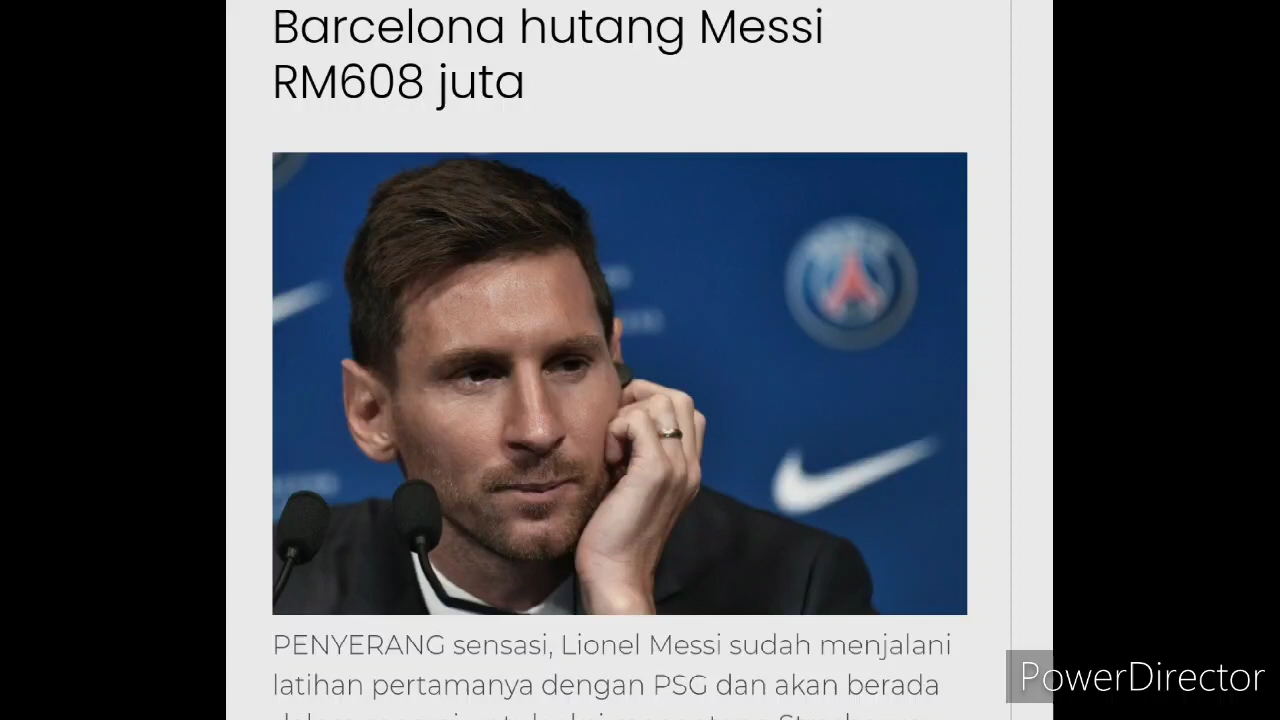 Barcelona hutang Messi
RM608 juta
PENYERANG sensasi, Lionel Messi sudah menjalani
latihan pertamanya dengan PSG dan akan berada
PowerDirector